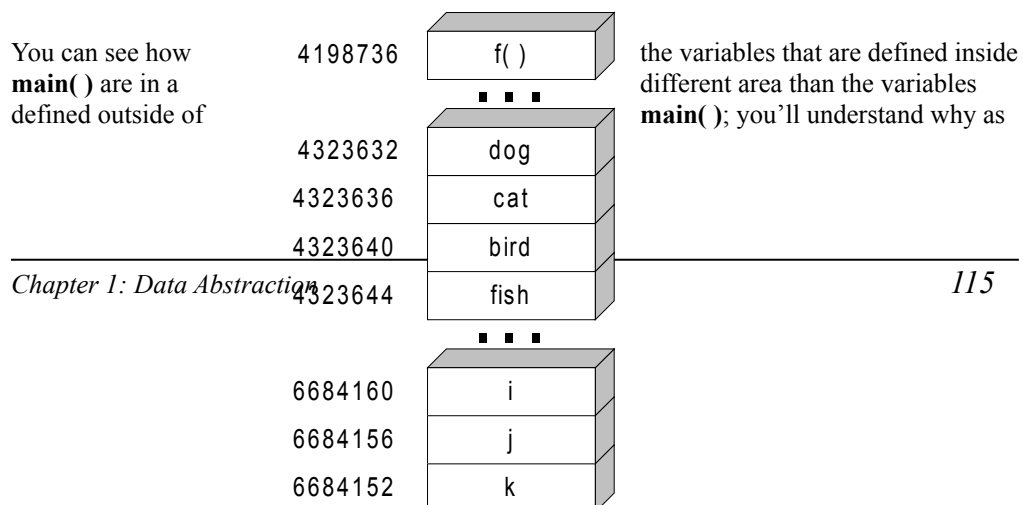 You can see how 4198736 f( ) the variables that are defined inside
main( ) are in a different area than the variables
defined outside of main( ); you’ll understand why as
4323632 dog
4323636 cat
4323640 bird
4323644 fish
Chapter 1: Data Abstraction 115
6684160 i
6684156 j
6684152 k